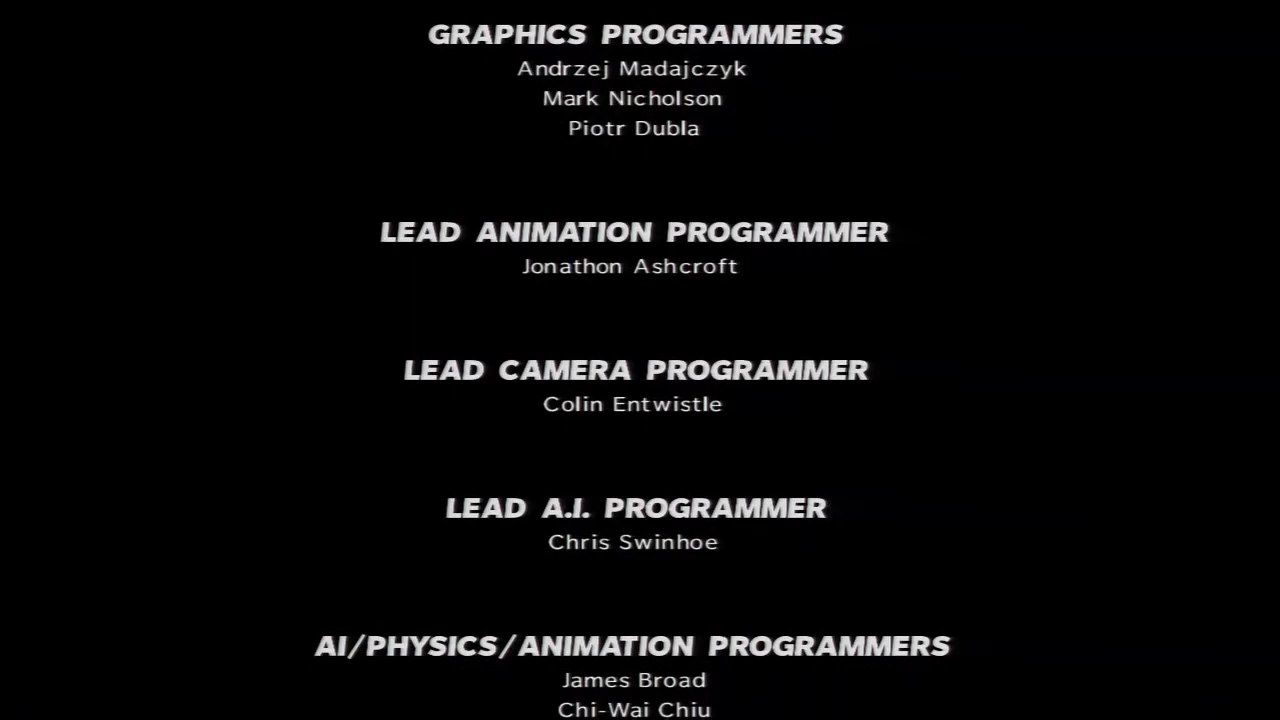 GRAPHICS PROGRAMMERS
Andrzej Madajczyk
Mark Nicholson
Piotr Dubla
LEAD ANIMATION PROGRAMMER
Jonathon Ashcroft
LEAD CAMERA PROGRAMMER
Colin Entwistle
LEAD A.I. PROGRAMMER
Chris Swinhoe
AI/PHYSICS/ANIMATION PROGRAMMERS
James Broad
Chi-Wai Chiu